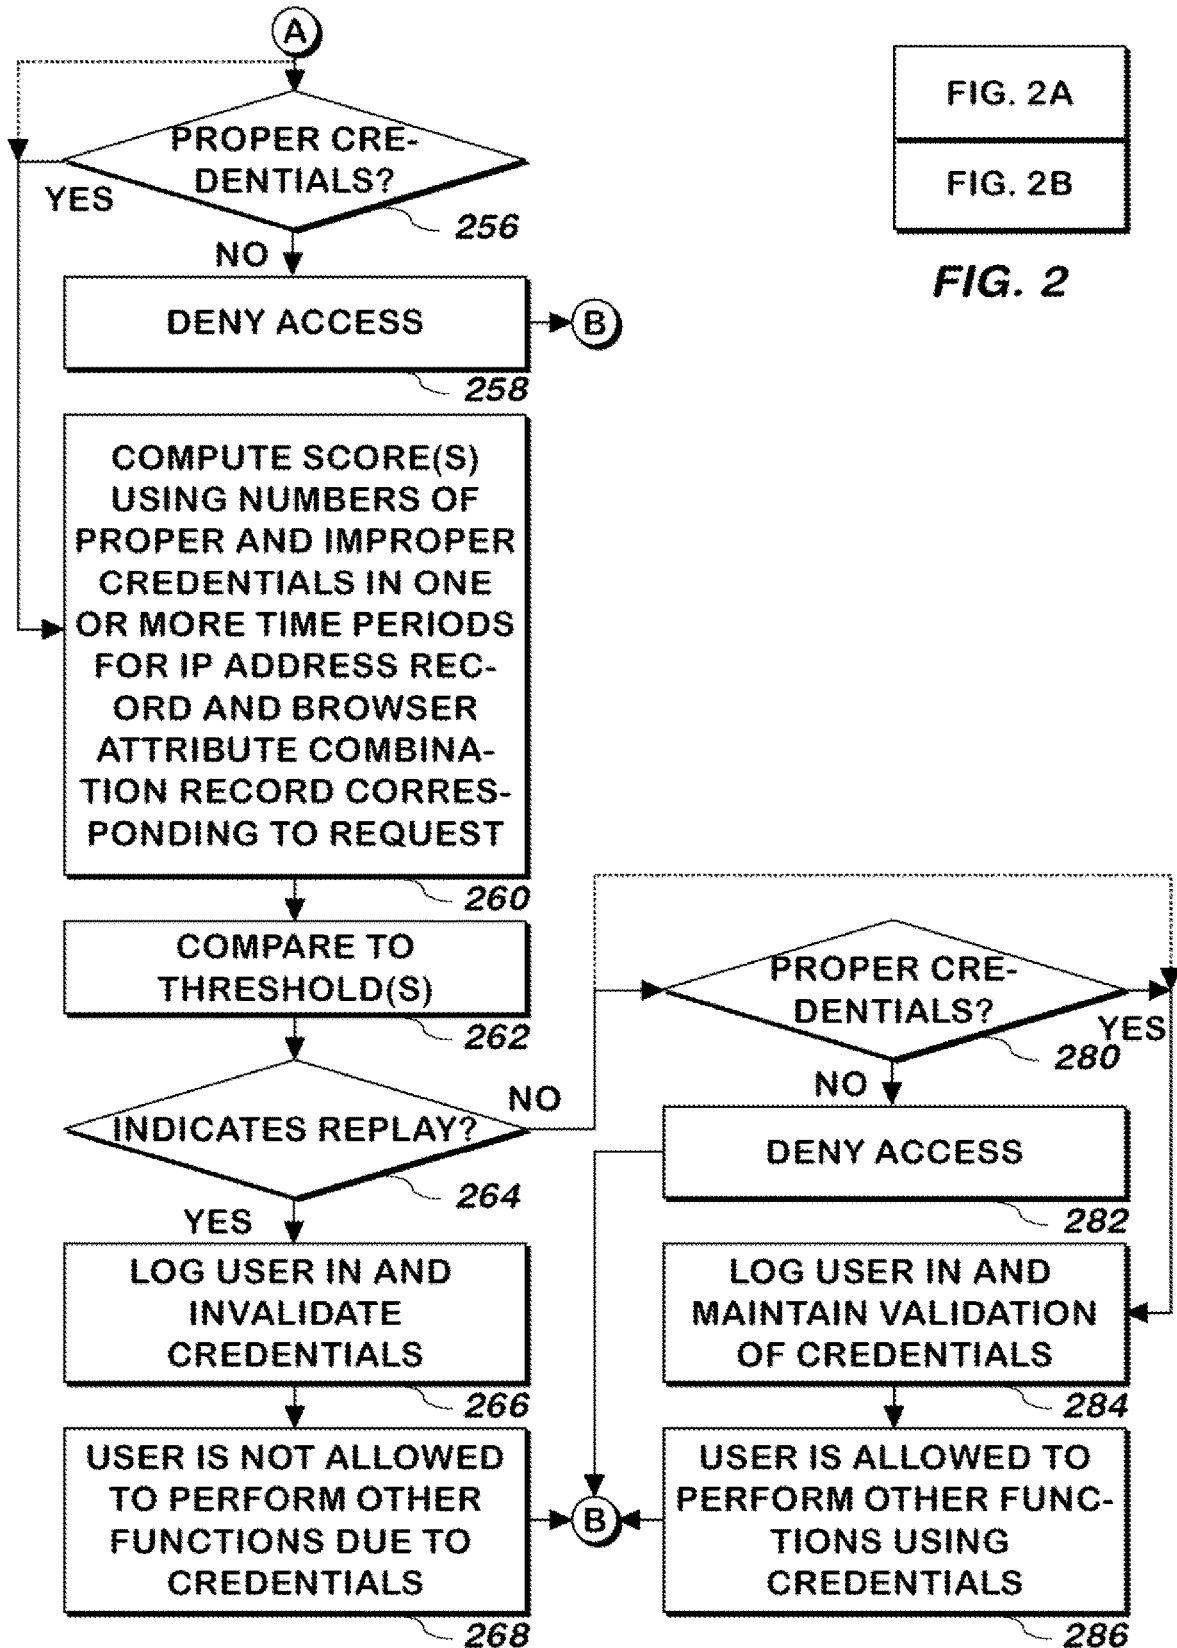 A
PROPER CRE-
DENTIALS?
YES
256
NO
DENY ACCESS
B
258
COMPUTE SCORE(S)
USING NUMBERS OF
PROPER AND IMPROPER
CREDENTIALS IN ONE
OR MORE TIME PERIODS
FOR IP ADDRESS REC-
ORD AND BROWSER
ATTRIBUTE COMBINA-
TION RECORD CORRES-
PONDING TO REQUEST
260
COMPARE TO
THRESHOLD(S)
262
INDICATES REPLAY?
NO
264
YES
LOG USER IN AND
INVALIDATE
CREDENTIALS
266
USER IS NOT ALLOWED
TO PERFORM OTHER
FUNCTIONS DUE TO
CREDENTIALS
268
B
FIG. 2A
FIG. 2B
FIG. 2
PROPER CRE-
DENTIALS?
YES
280
NO
DENY ACCESS
282
LOG USER IN AND
MAINTAIN VALIDATION
OF CREDENTIALS
284
USER IS ALLOWED TO
PERFORM OTHER FUNC-
TIONS USING
CREDENTIALS
286